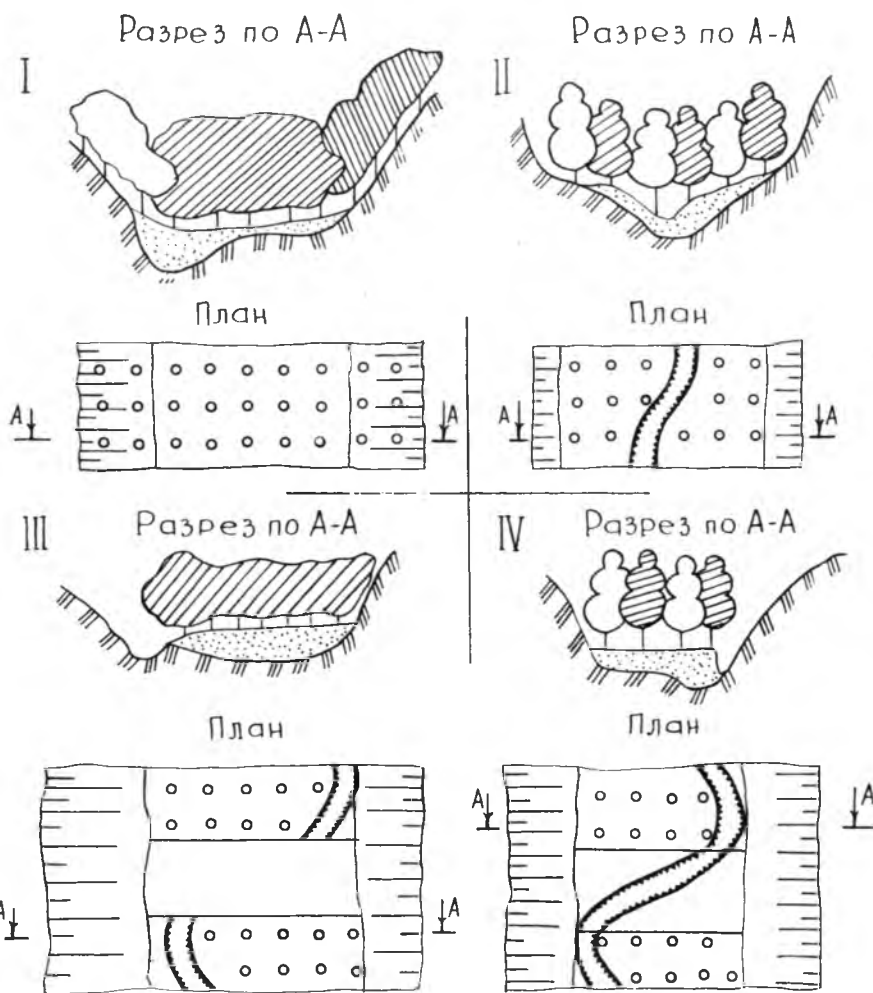 Разрез по А-А
I
План
А А
Разрез по А-А
II
План
А А
Разрез по А-А
III
План
А А
Разрез по А-А
IV
План
А А